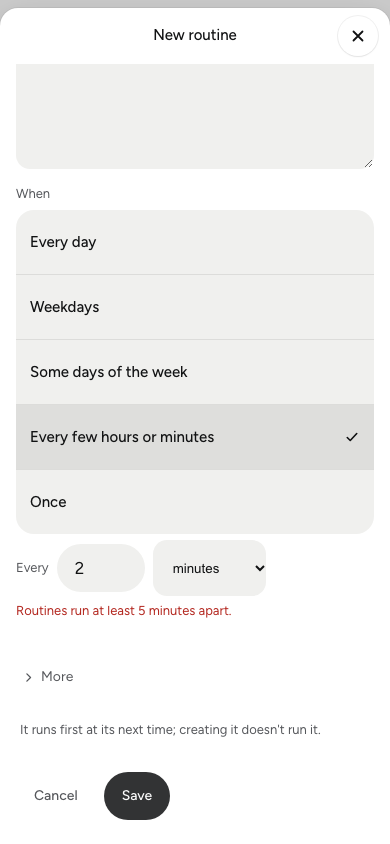 New routine
When
Every day
Weekdays
Some days of the week
Every few hours or minutes
Once
Every 2 minutes
Routines run at least 5 minutes apart.
More
It runs first at its next time; creating it doesn't run it.
Cancel Save